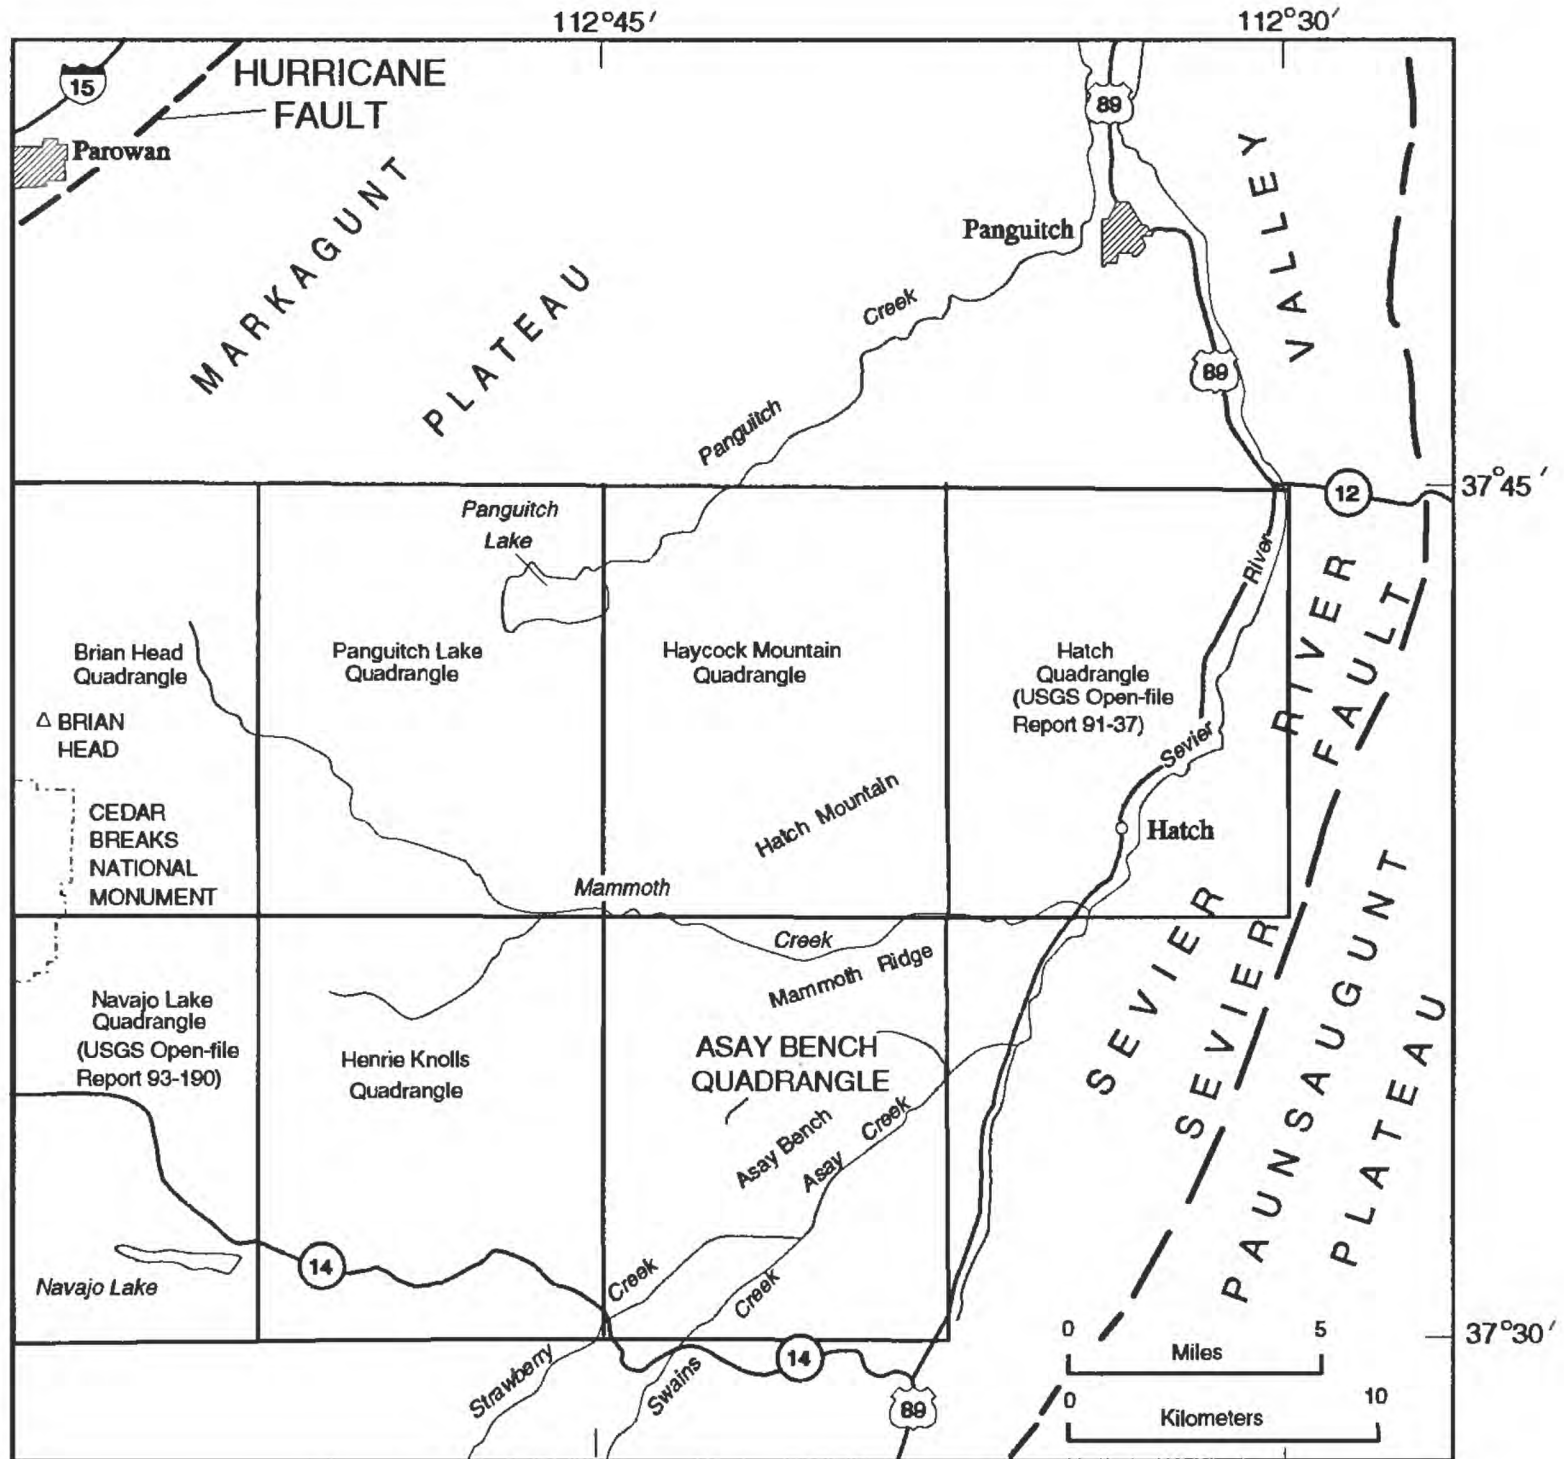 112°45′
112°30′
HURRICANE
FAULT
15
Parowan
MARKAGUNT
PLATEAU
89
Panguitch
VALLEY
Creek
Panguitch
89
12
37°45′
Panguitch
Lake
River
RIVER
FAULT
Brian Head
Quadrangle
Panguitch Lake
Quadrangle
Haycock Mountain
Quadrangle
Hatch
Quadrangle
(USGS Open-file
Report 91-37)
BRIAN
HEAD
Sevier
Hatch Mountain
Hatch
CEDAR
BREAKS
NATIONAL
MONUMENT
Mammoth
Creek
Mammoth Ridge
SEVIER
SEVIER
PAUNSAUGUNT
PLATEAU
Navajo Lake
Quadrangle
(USGS Open-file
Report 93-190)
Henrie Knolls
Quadrangle
ASAY BENCH
QUADRANGLE
Asay Bench
Asay Creek
14
Navajo Lake
Creek
Creek
Strawberry
Swains
14
89
37°30′
0 5
Miles
0 10
Kilometers